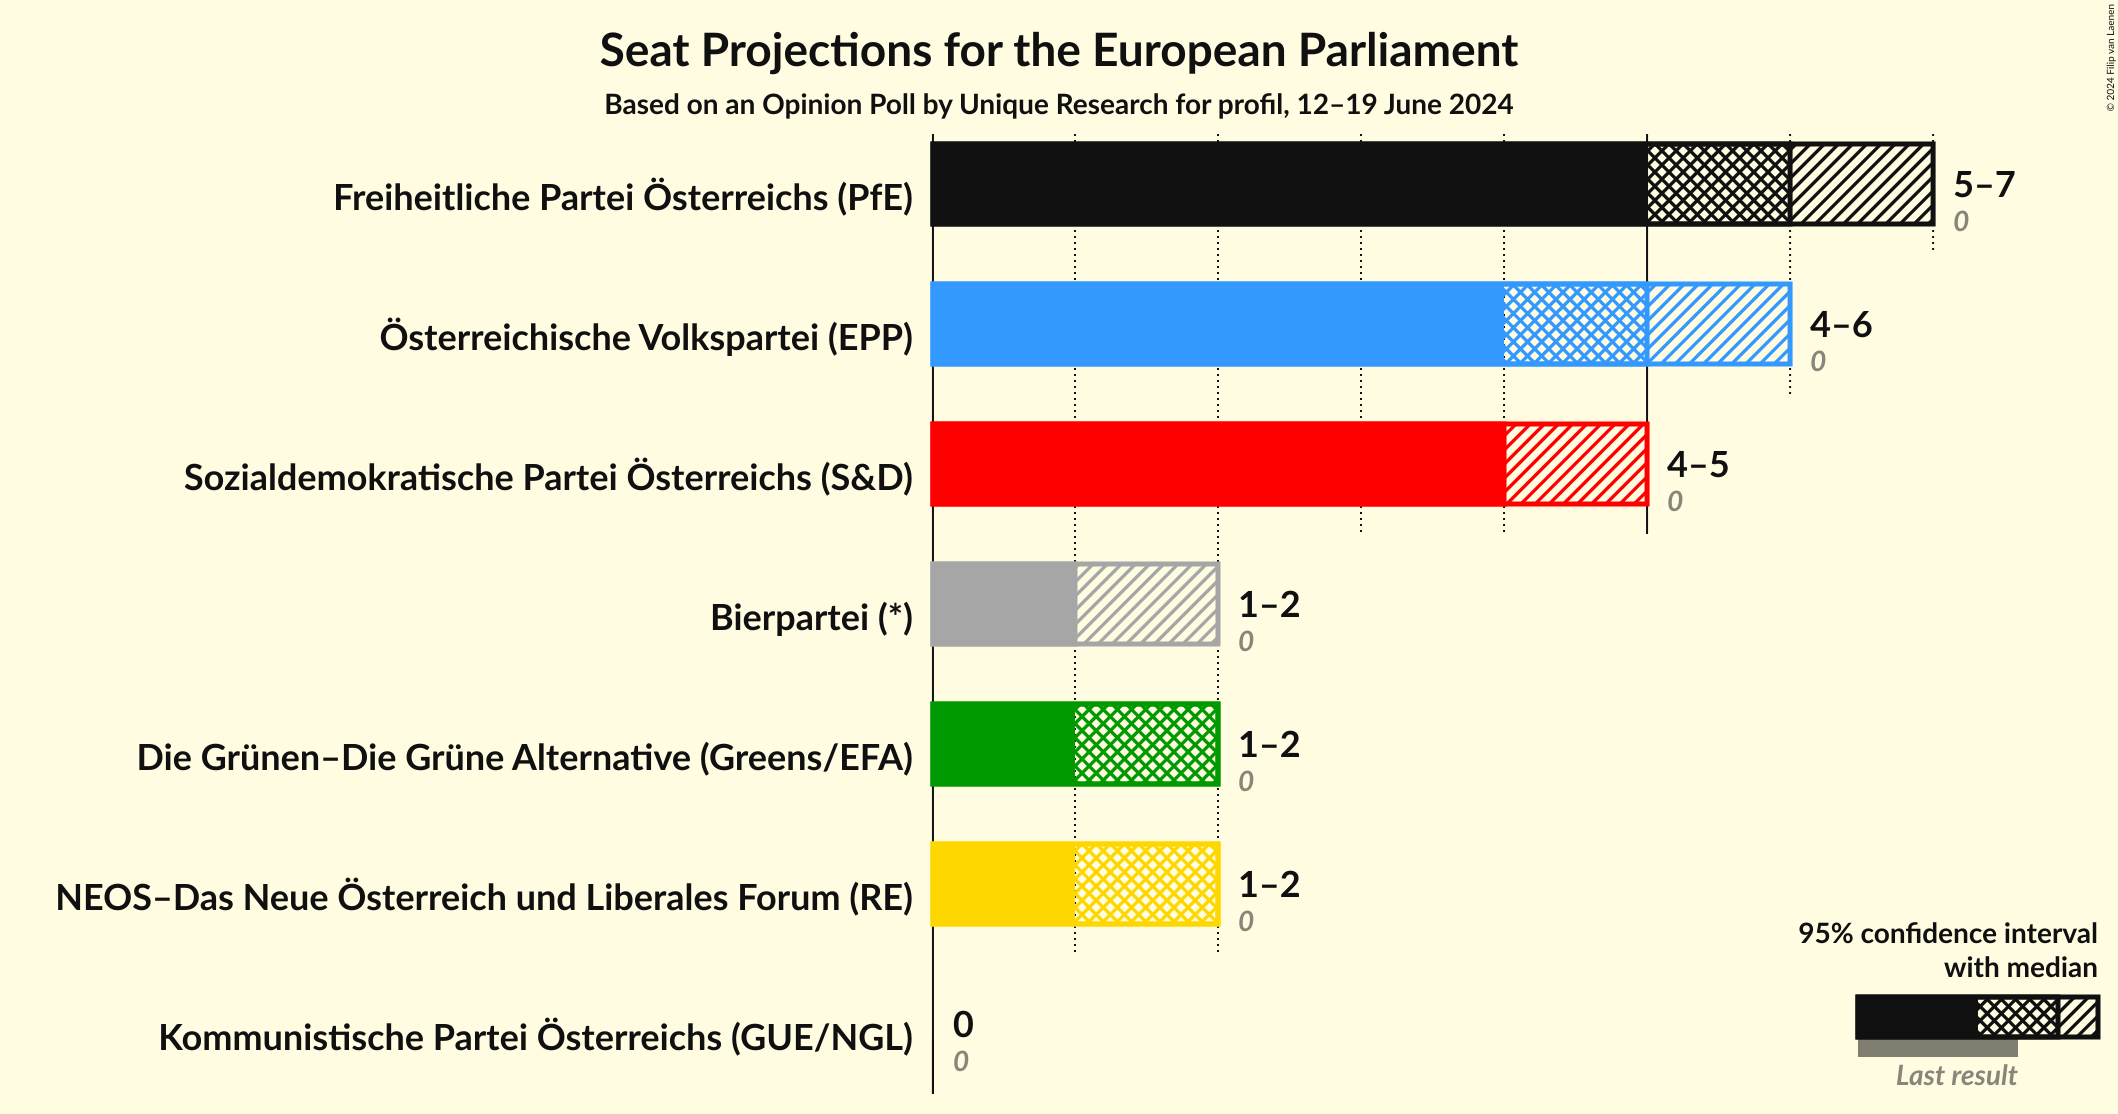 Seat Projections for the European Parliament
Based on an Opinion Poll by Unique Research for profil, 12–19 June 2024
© 2024 Filip van Laenen
Freiheitliche Partei Österreichs (PfE)
5–7
0
Österreichische Volkspartei (EPP)
4–6
0
Sozialdemokratische Partei Österreichs (S&D)
4–5
0
Bierpartei (*)
1–2
0
Die Grünen–Die Grüne Alternative (Greens/EFA)
1–2
0
NEOS–Das Neue Österreich und Liberales Forum (RE)
1–2
0
Kommunistische Partei Österreichs (GUE/NGL)
0
0
95% confidence interval
with median
Last result